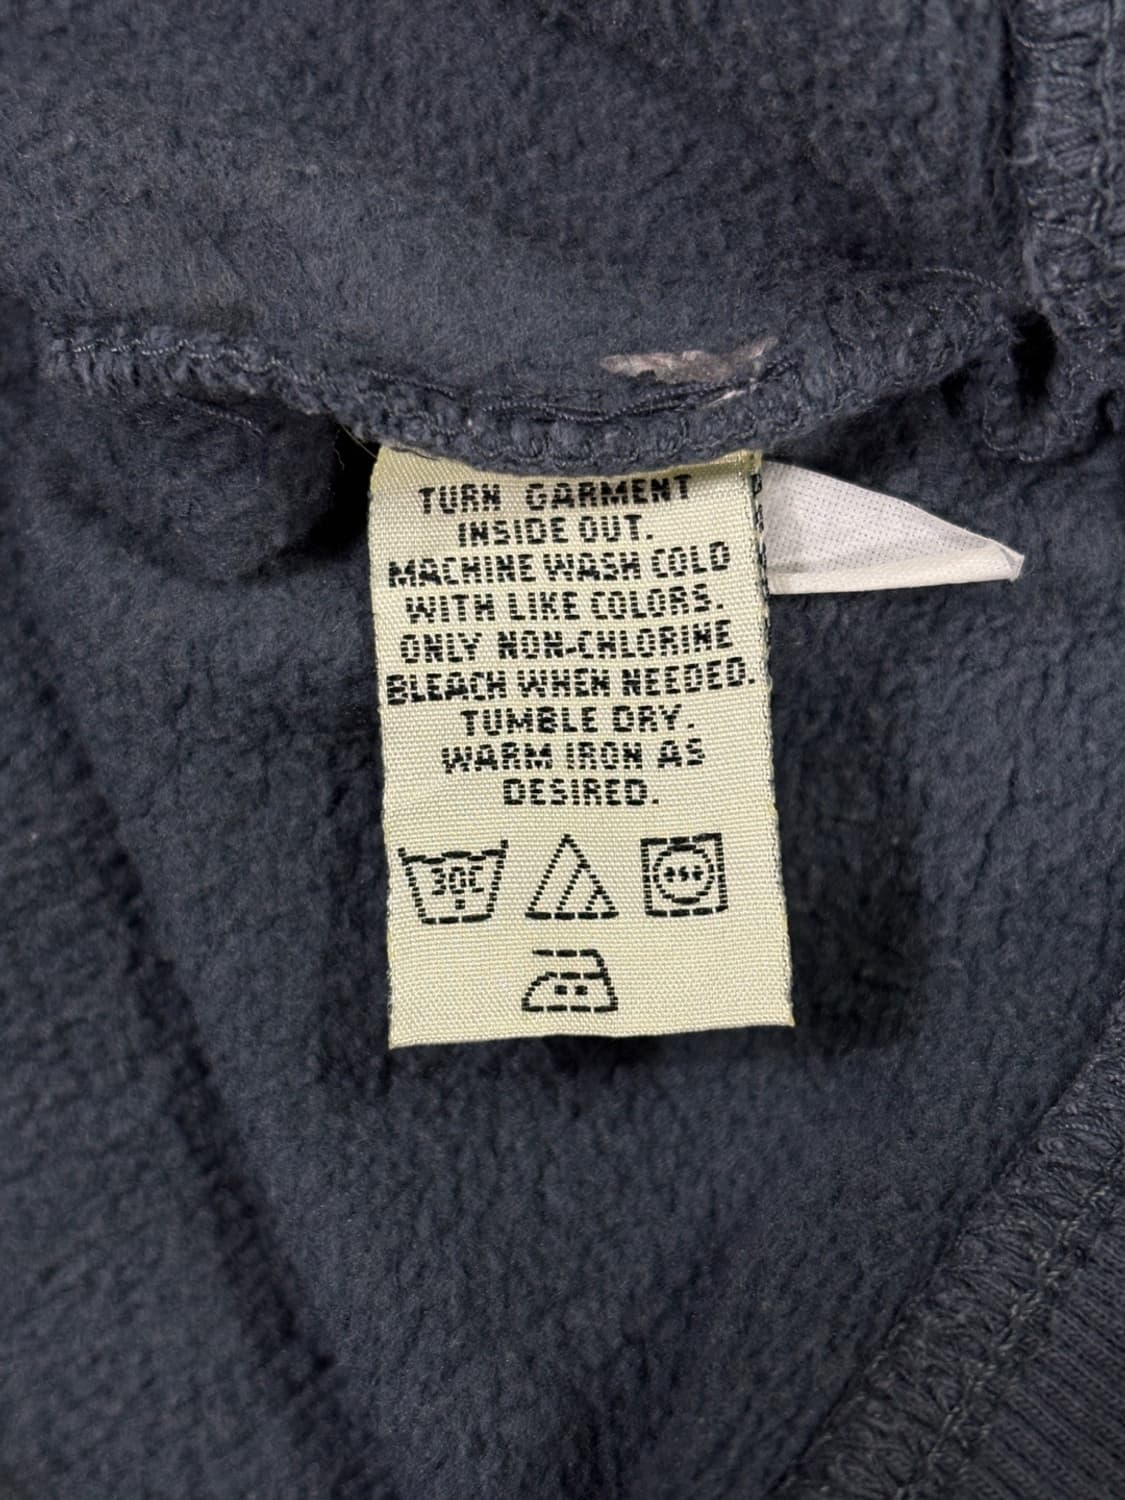 TURN GARMENT
INSIDE OUT.
MACHINE WASH COLD
WITH LIKE COLORS.
ONLY NON-CHLORINE
BLEACH WHEN NEEDED.
TUMBLE DRY.
WARM IRON AS
DESIRED.
30C